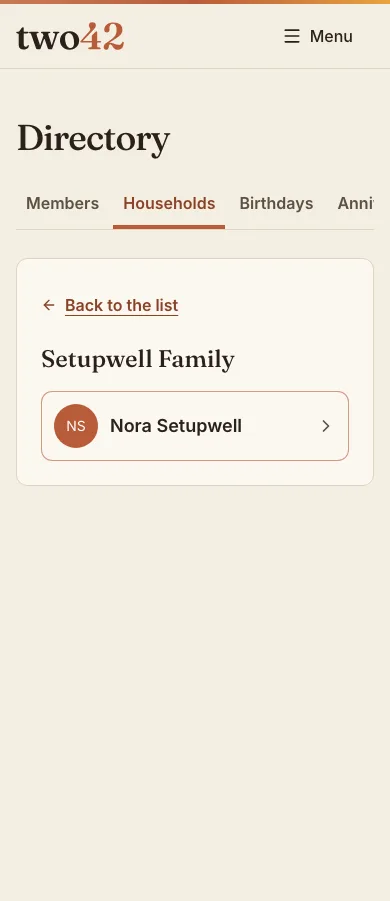 two42
Menu
Directory
Members Households Birthdays Anni
Back to the list
Setupwell Family
NS Nora Setupwell